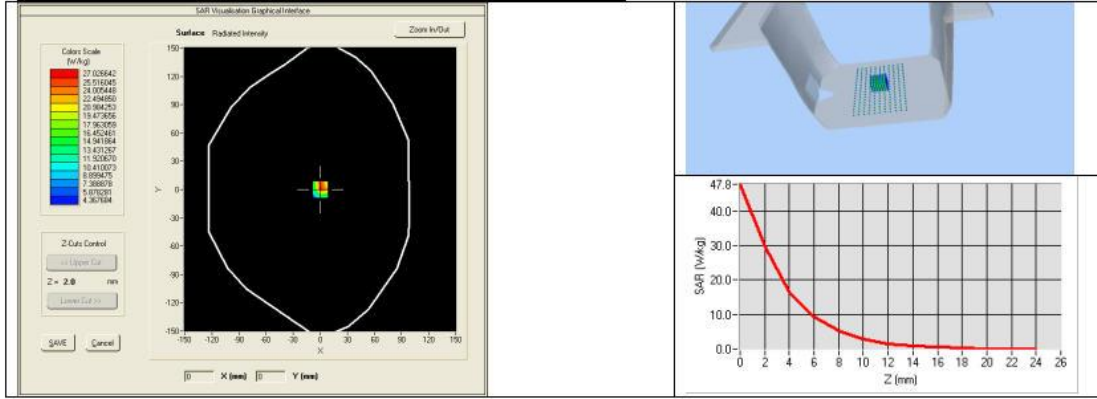 SAR Visualisation Graphical Interface
Surface Radiated Intensity
Zoom In/Out
Colors Scale
(W/kg)
27.026642
25.516045
24.005448
22.494850
20.984253
19.473656
17.963059
16.452461
14.941864
13.431267
11.920670
10.410073
8.899475
7.388878
5.878281
4.367684
150
120
90
60
30
0
-30
-60
-90
-120
-150
Y
-150 -120 -90 -60 -30 0 30 60 90 120 150
X
Z-Cuts Control
<< Upper Cut
Z = 2.0 mm
Lower Cut >>
SAVE Cancel
0 X (mm) 0 Y (mm)
47.8
40.0
30.0
20.0
10.0
0.0
SAR (W/kg)
0 2 4 6 8 10 12 14 16 18 20 22 24 26
Z (mm)